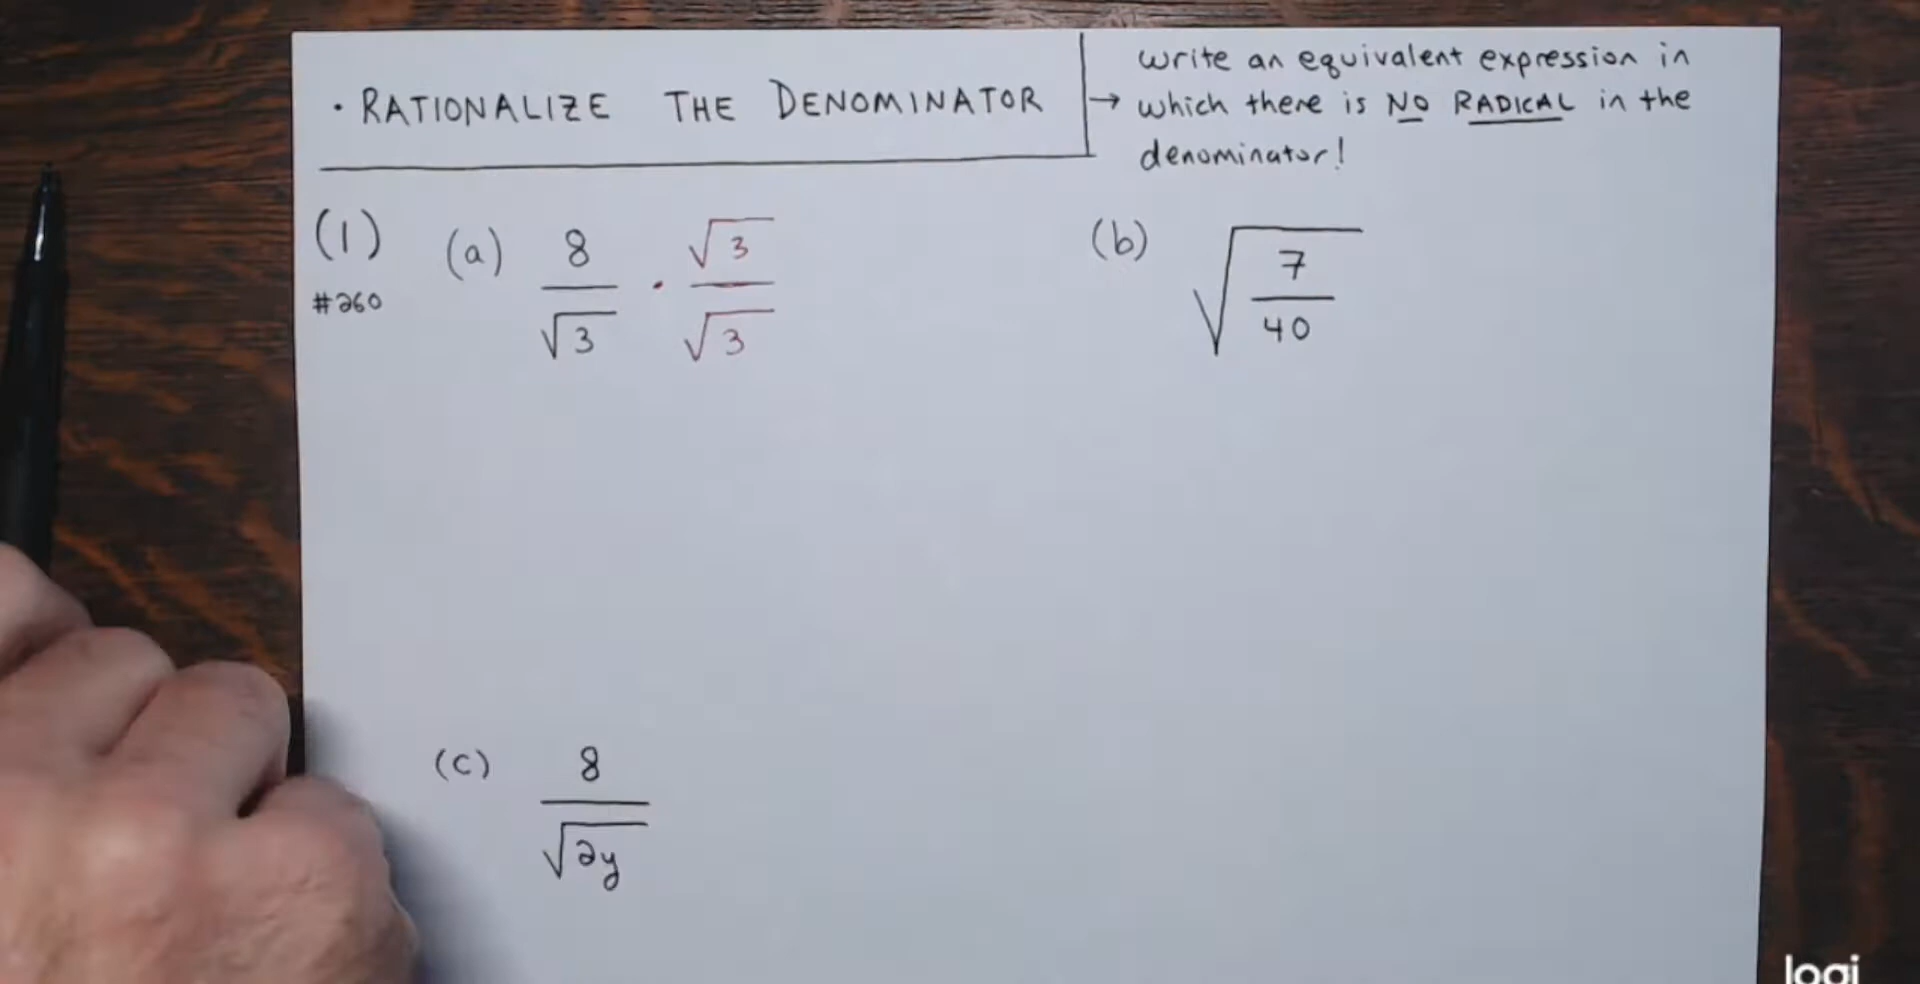 · RATIONALIZE THE DENOMINATOR
write an equivalent expression in
→ which there is NO RADICAL in the
denominator!
(1) (a) 8/√3 · √3/√3
#260
(b) √(7/40)
(c) 8/√2y
logi